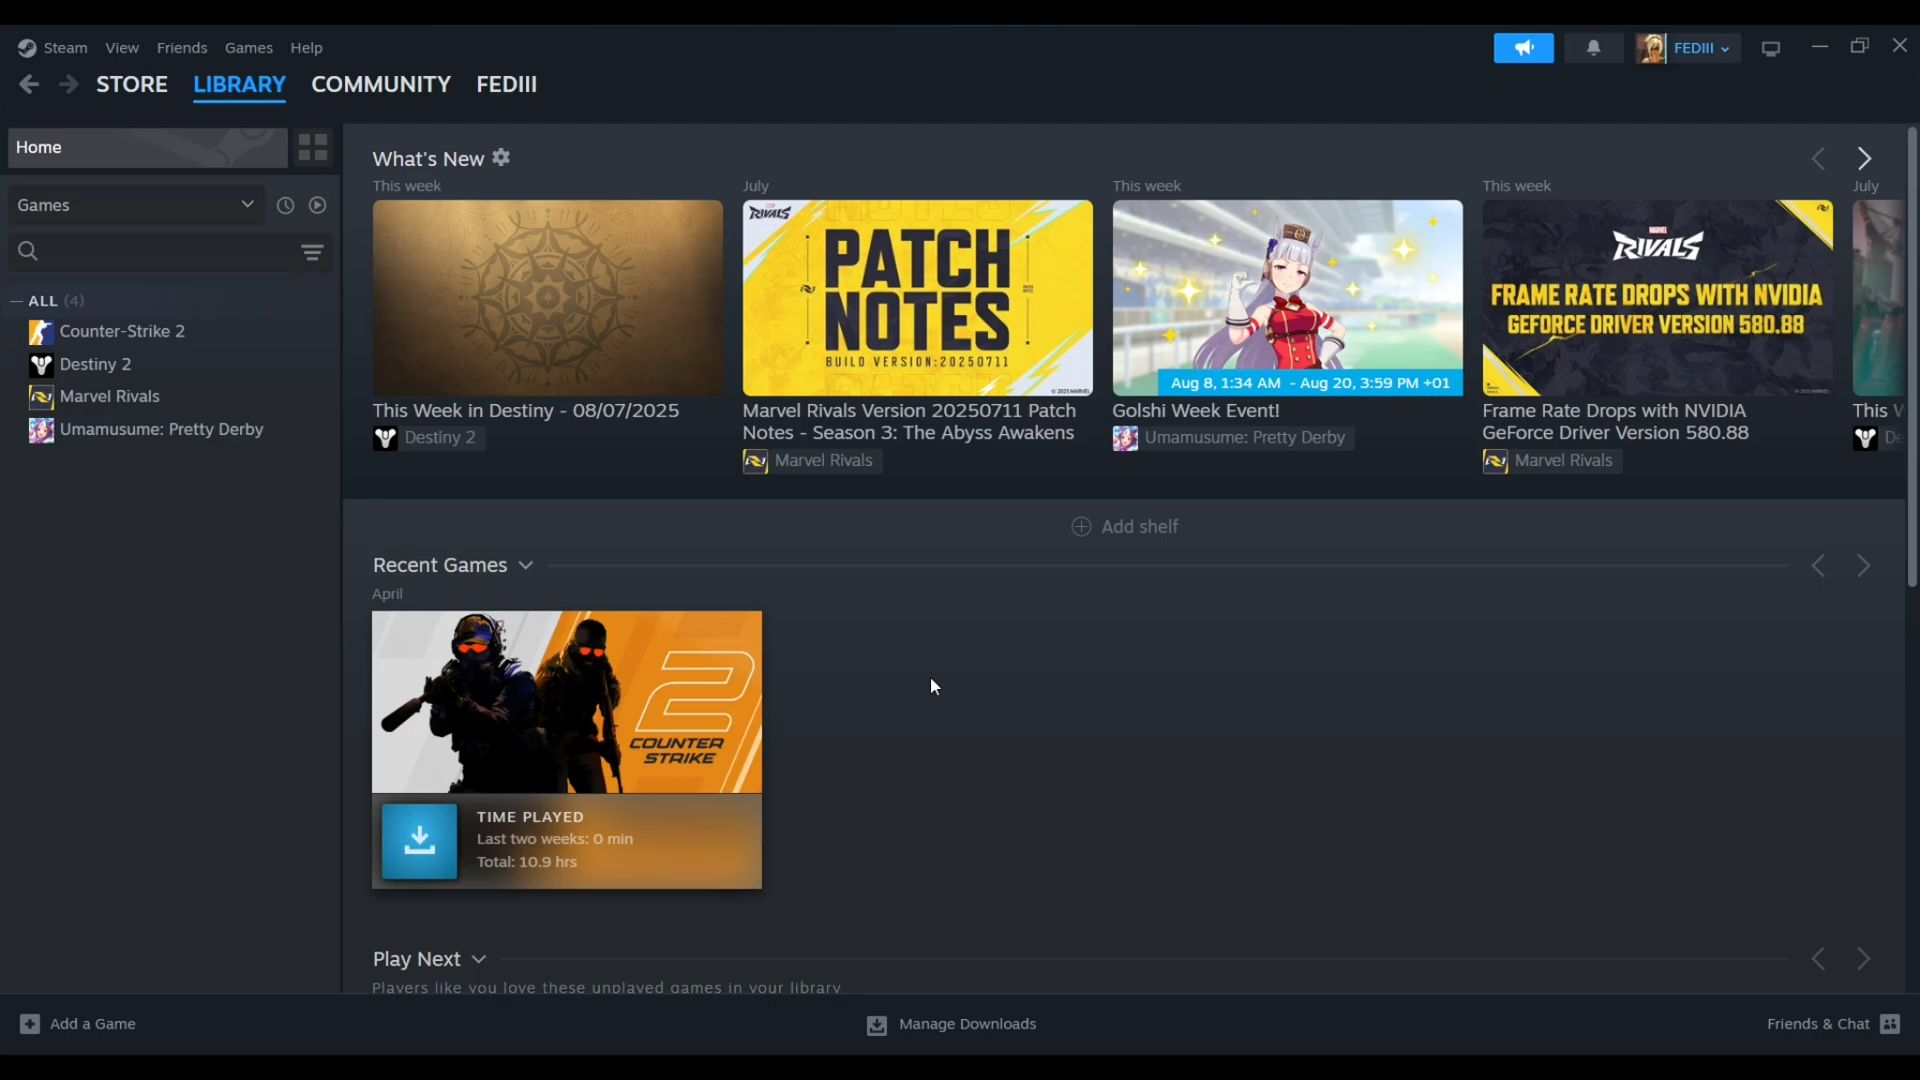 Steam View Friends Games Help
FEDIII
STORE LIBRARY COMMUNITY FEDIII
Home
Games
ALL (4)
Counter-Strike 2
Destiny 2
Marvel Rivals
Umamusume: Pretty Derby
What's New
This week
This Week in Destiny - 08/07/2025
Destiny 2
July
RIVALS
PATCH
NOTES
BUILD VERSION:20250711
© 2025 MARVEL
Marvel Rivals Version 20250711 Patch
Notes - Season 3: The Abyss Awakens
Marvel Rivals
This week
Aug 8, 1:34 AM - Aug 20, 3:59 PM +01
Golshi Week Event!
Umamusume: Pretty Derby
This week
MARVEL
RIVALS
FRAME RATE DROPS WITH NVIDIA
GEFORCE DRIVER VERSION 580.88
Frame Rate Drops with NVIDIA
GeForce Driver Version 580.88
Marvel Rivals
July
This W
De
Add shelf
Recent Games
April
2
COUNTER
STRIKE
TIME PLAYED
Last two weeks: 0 min
Total: 10.9 hrs
Play Next
Players like you love these unplayed games in your library
Add a Game
Manage Downloads
Friends & Chat